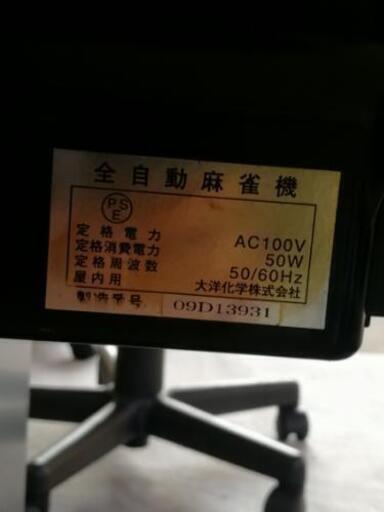 全自動麻雀機
PSE
定格電力 AC100V
定格消費電力 50W
定格周波数 50/60Hz
屋内用 大洋化学株式会社
製造番号 09D13931